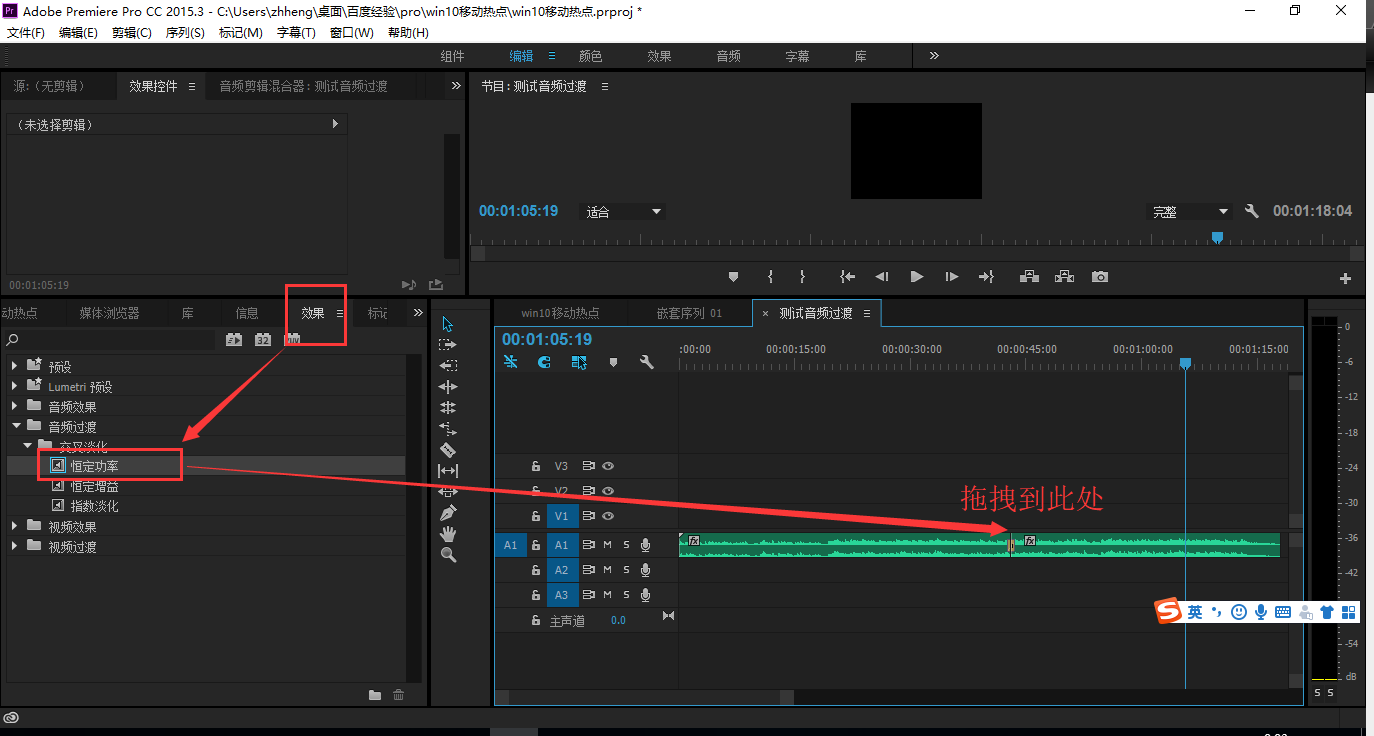 Pr Adobe Premiere Pro CC 2015.3 - C:\Users\zhheng\桌面\百度经验\pro\win10移动热点\win10移动热点.prproj *
文件(F) 编辑(E) 剪辑(C) 序列(S) 标记(M) 字幕(T) 窗口(W) 帮助(H)
组件 编辑 颜色 效果 音频 字幕 库
源:（无剪辑） 效果控件 音频剪辑混合器：测试音频过渡
节目：测试音频过渡
（未选择剪辑）
00:01:05:19 适合 完整 00:01:18:04
00:01:05:19
动热点 媒体浏览器 库 信息 效果 标记
win10移动热点 嵌套序列 01 × 测试音频过渡
32
00:01:05:19
:00:00 00:00:15:00 00:00:30:00 00:00:45:00 00:01:00:00 00:01:15:00
预设
Lumetri 预设
音频效果
音频过渡
交叉淡化
恒定功率
恒定增益
指数淡化
视频效果
视频过渡
V3
V2
V1
拖拽到此处
A1 A1 M S fx fx
A2 M S
A3 M S
主声道 0.0
S 英
0
-6
-12
-18
-24
-30
-36
-42
-54
dB
S S